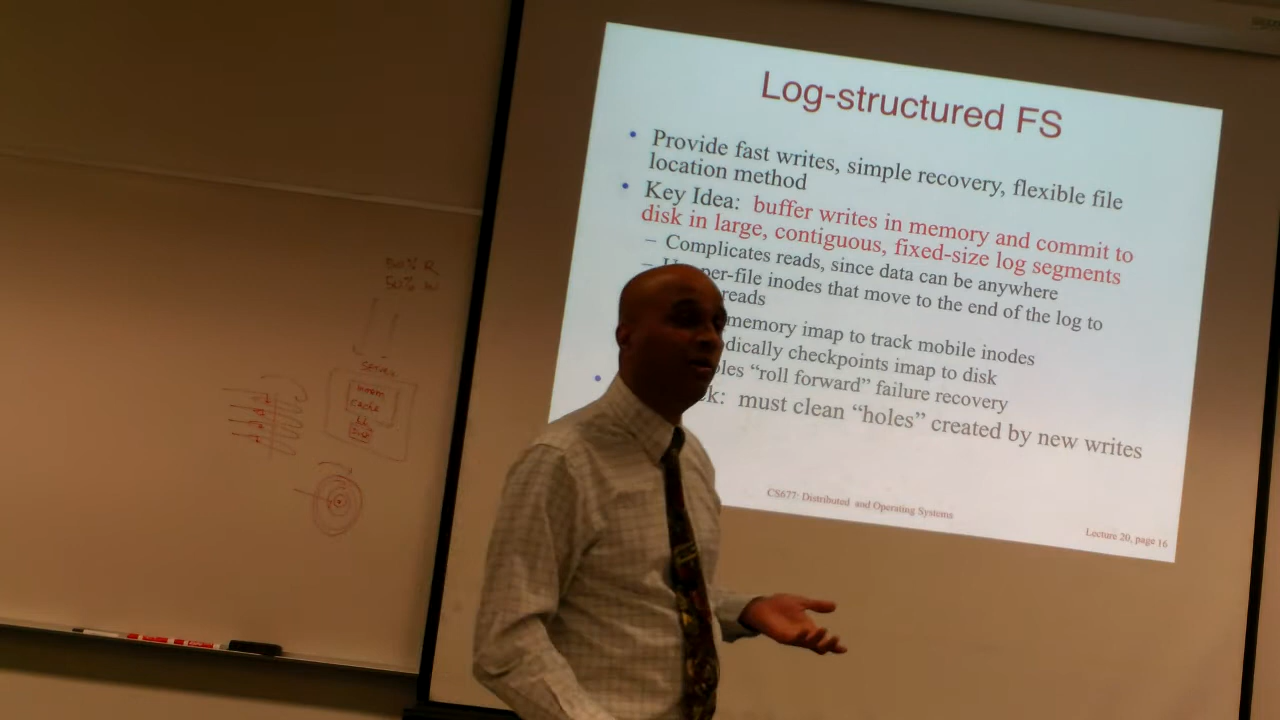 Log-structured FS
• Provide fast writes, simple recovery, flexible file
location method
• Key Idea: buffer writes in memory and commit to
disk in large, contiguous, fixed-size log segments
– Complicates reads, since data can be anywhere
per-file inodes that move to the end of the log to
reads
memory imap to track mobile inodes
dically checkpoints imap to disk
"roll forward" failure recovery
• must clean "holes" created by new writes
CS677: Distributed and Operating Systems
Lecture 20, page 16
50% R
50% W
Server
Cache